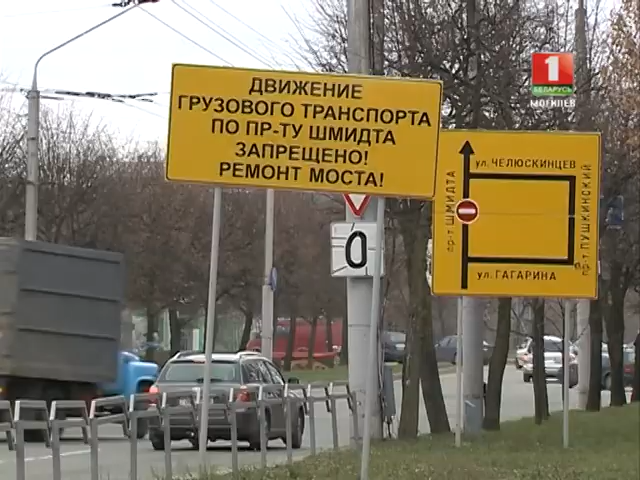 1
БЕЛАРУСЬ
МОГИЛЕВ
ДВИЖЕНИЕ
ГРУЗОВОГО ТРАНСПОРТА
ПО ПР-ТУ ШМИДТА
ЗАПРЕЩЕНО!
РЕМОНТ МОСТА!
ул. ЧЕЛЮСКИНЦЕВ
пр-т ШМИДТА
пр-т ПУШКИНСКИЙ
ул. ГАГАРИНА
0